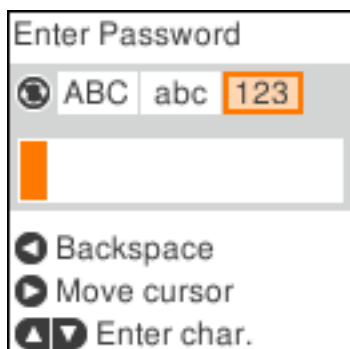 Enter Password
ABC abc 123
Backspace
Move cursor
Enter char.